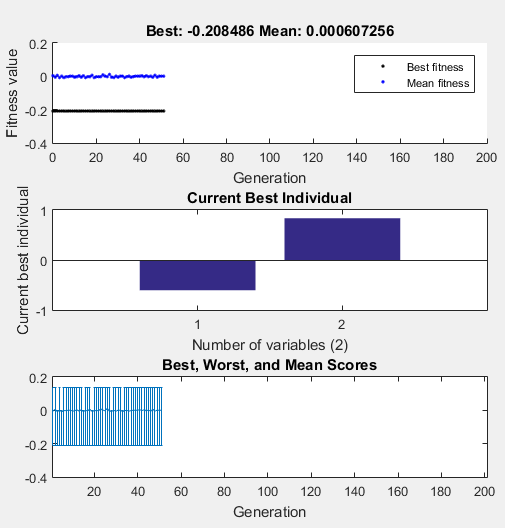 Best: -0.208486 Mean: 0.000607256
Fitness value
0.2
0
-0.2
-0.4
Best fitness
Mean fitness
0 20 40 60 80 100 120 140 160 180 200
Generation
Current Best Individual
Current best individual
1
0
-1
1 2
Number of variables (2)
Best, Worst, and Mean Scores
0.2
0
-0.2
-0.4
20 40 60 80 100 120 140 160 180 200
Generation